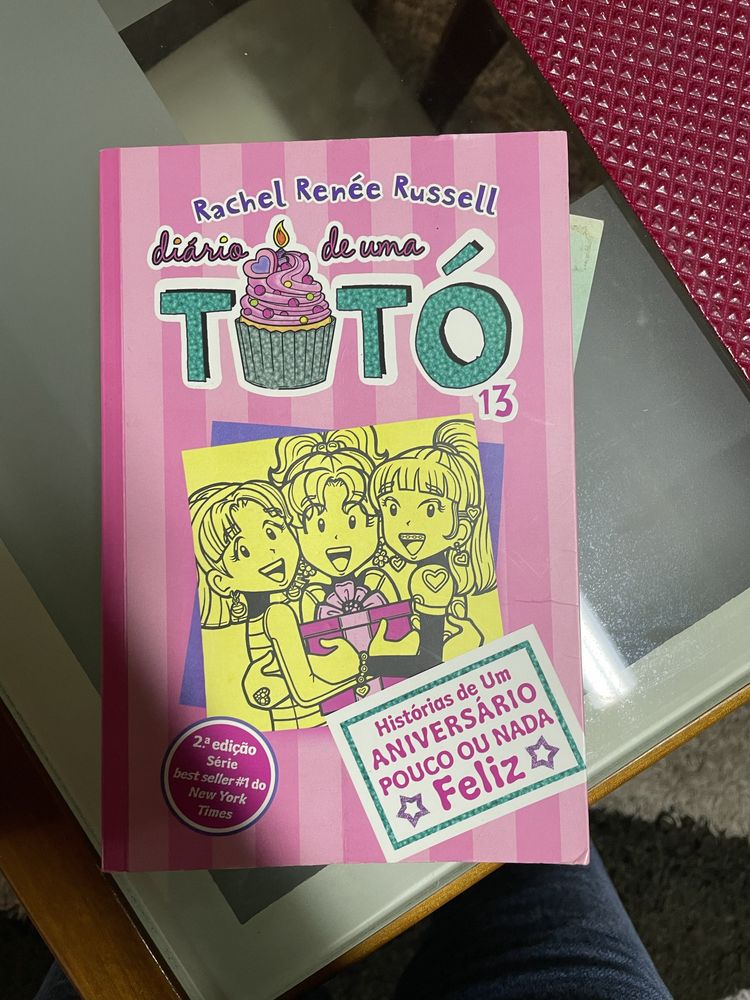 Rachel Renée Russell
diário de uma
TOTÓ
13
Histórias de Um
ANIVERSÁRIO
POUCO OU NADA
Feliz
2.ª edição
Série
best seller #1 do
New York
Times